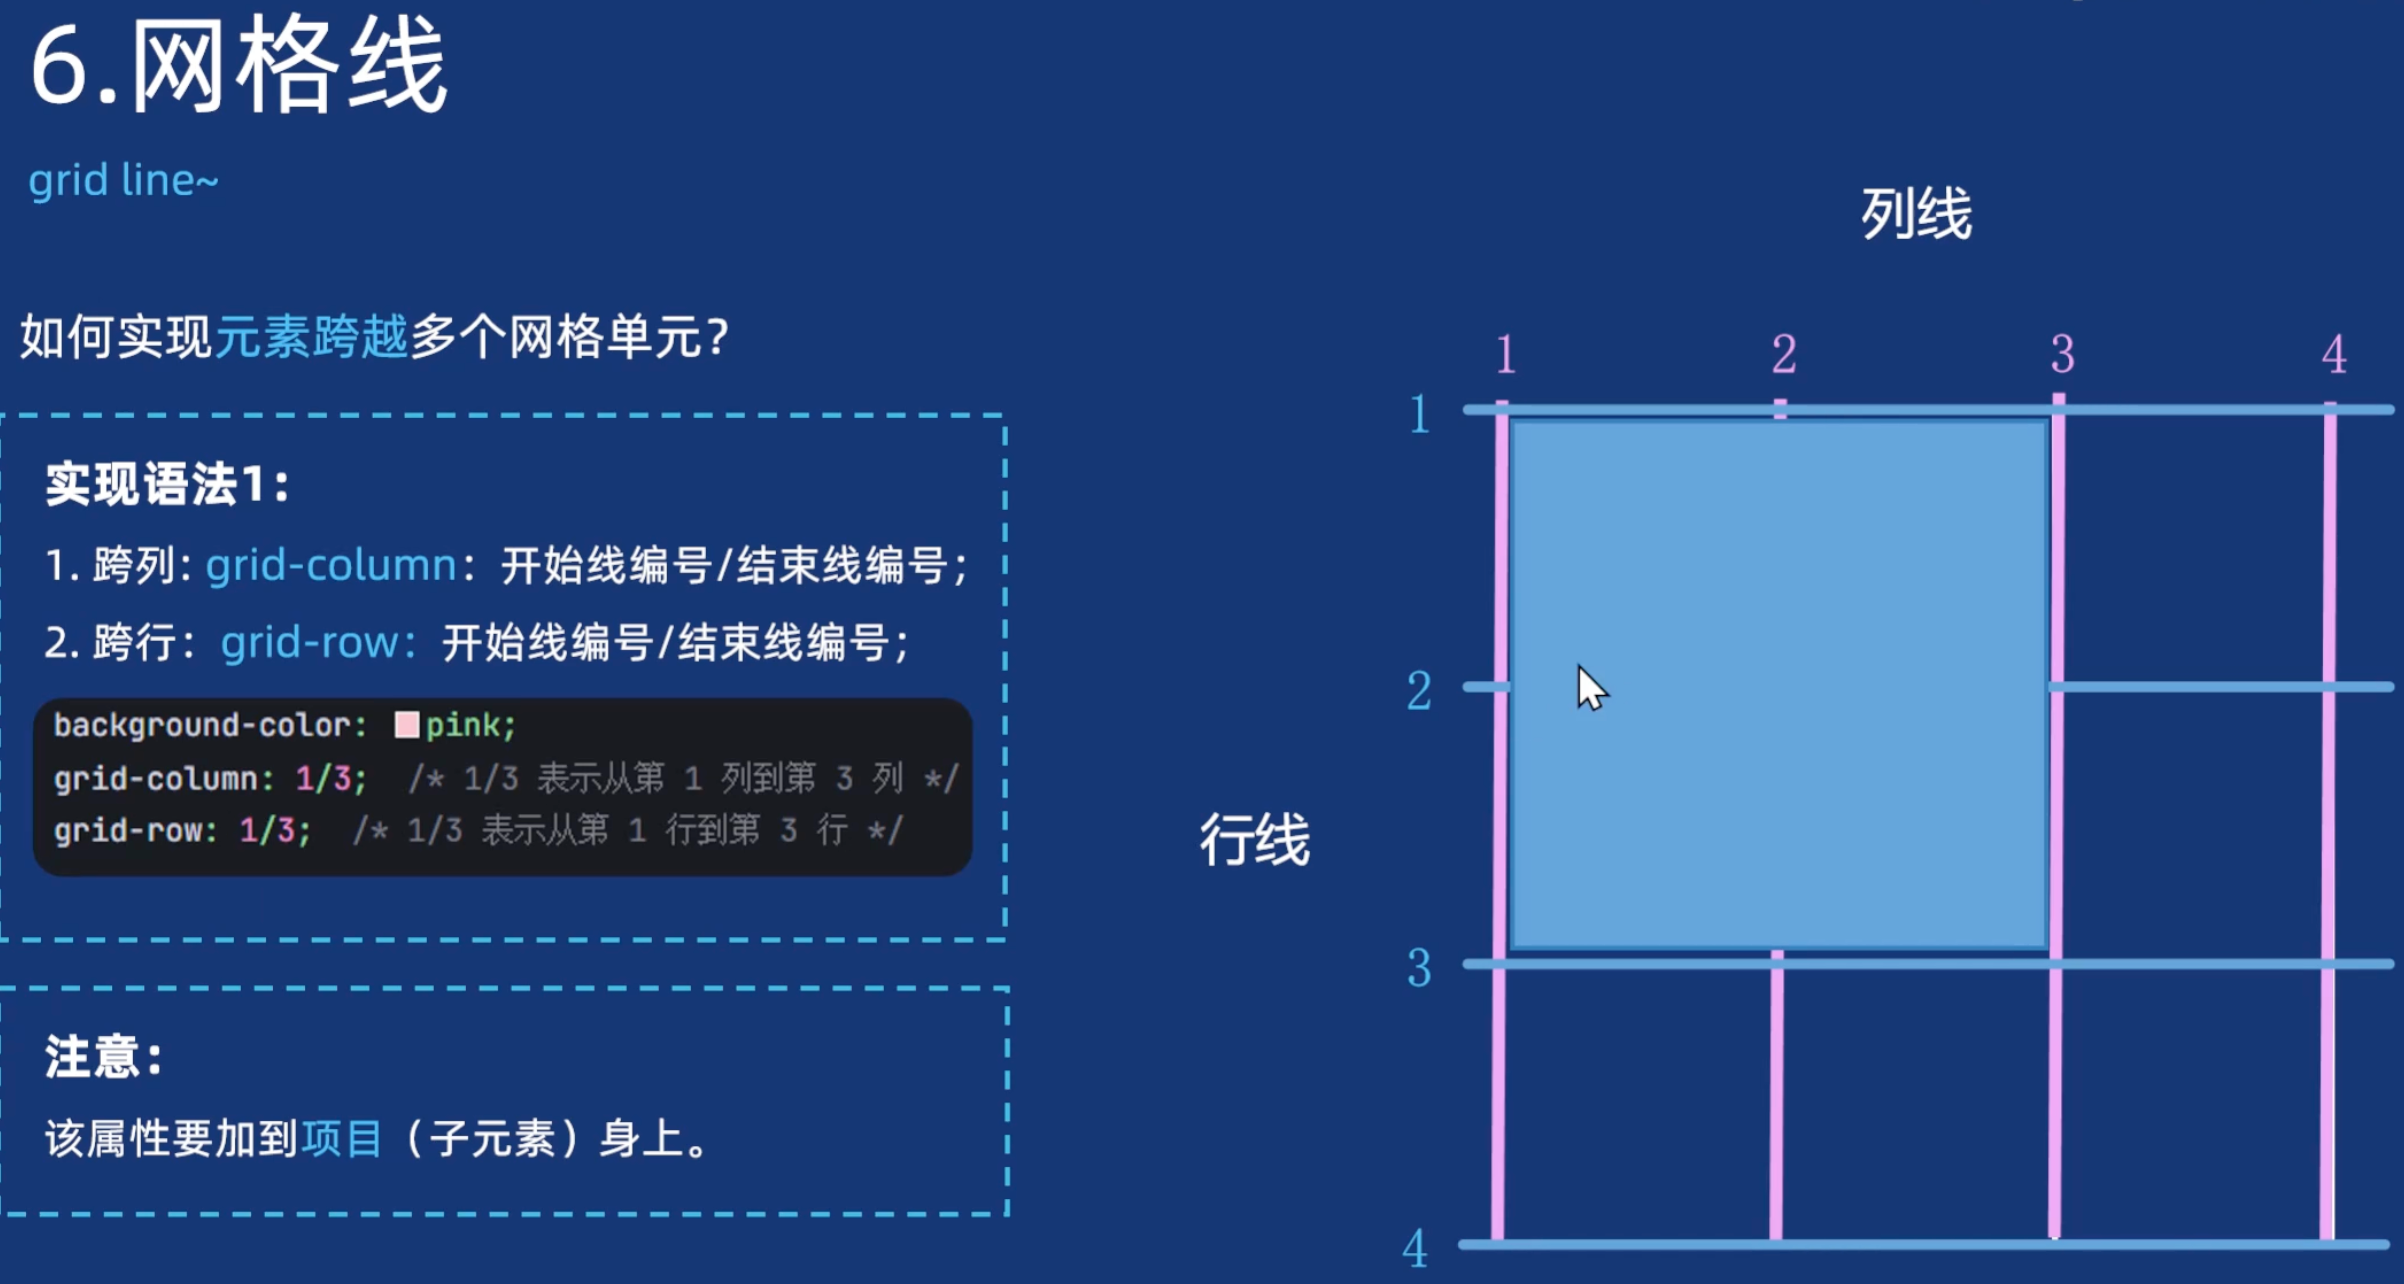 6.网格线
grid line~
如何实现元素跨越多个网格单元？
实现语法1：
1. 跨列：grid-column：开始线编号/结束线编号；
2. 跨行：grid-row：开始线编号/结束线编号；
background-color: pink;
grid-column: 1/3; /* 1/3 表示从第 1 列到第 3 列 */
grid-row: 1/3; /* 1/3 表示从第 1 行到第 3 行 */
注意：
该属性要加到项目（子元素）身上。
列线
1 2 3 4
1
2
行线
3
4